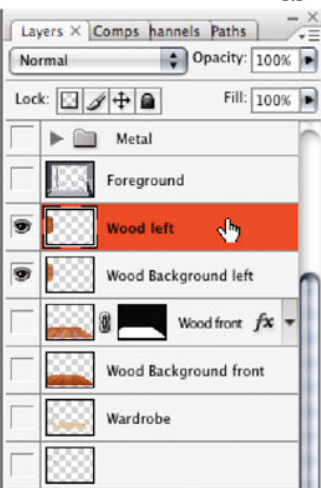 Layers × Comps hannels Paths
Normal Opacity: 100%
Lock: Fill: 100%
Metal
Foreground
Wood left
Wood Background left
Wood front fx
Wood Background front
Wardrobe